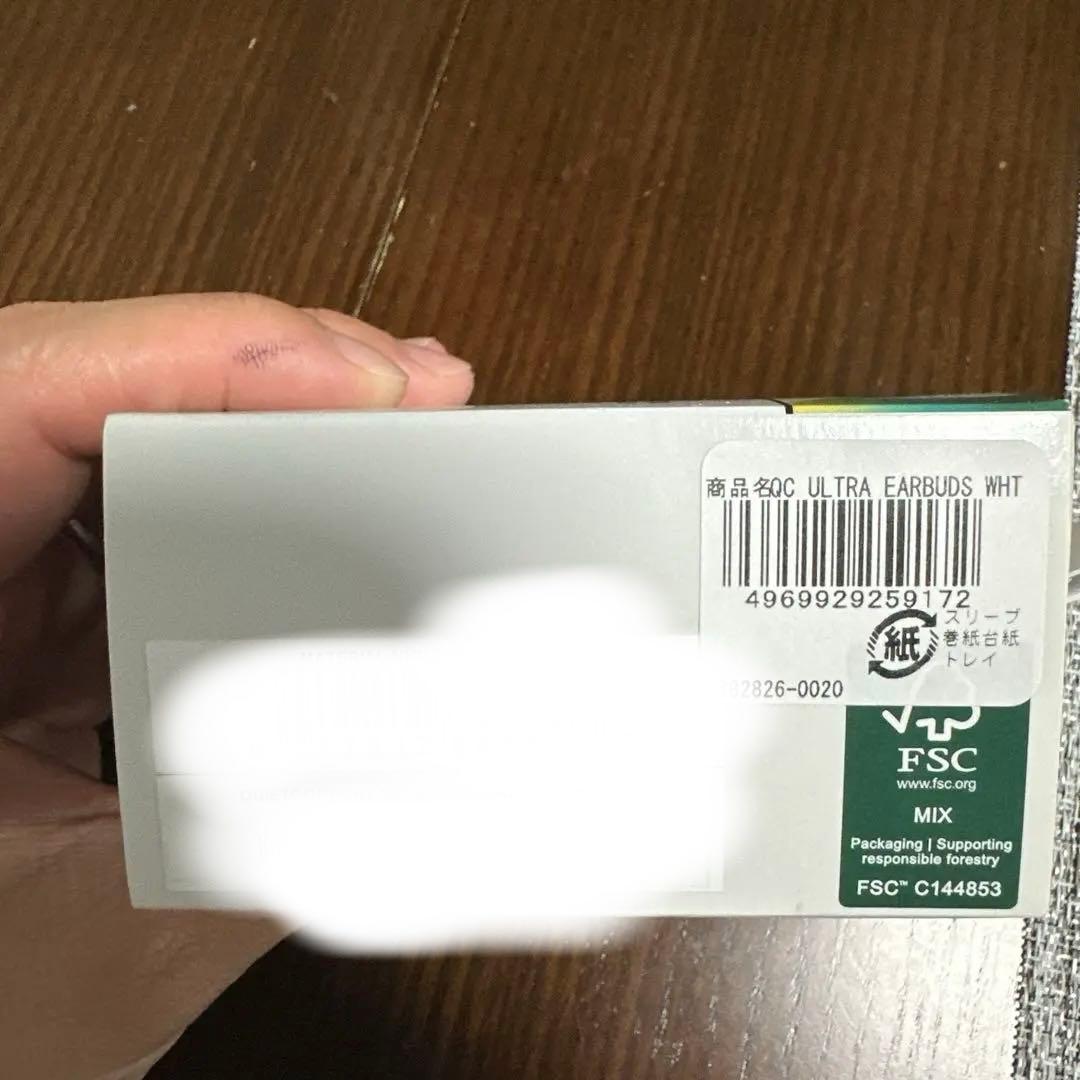 商品名QC ULTRA EARBUDS WHT
4969929259172
紙
スリーブ
巻紙台紙
トレイ
82826-0020
FSC
www.fsc.org
MIX
Packaging | Supporting
responsible forestry
FSC™ C144853